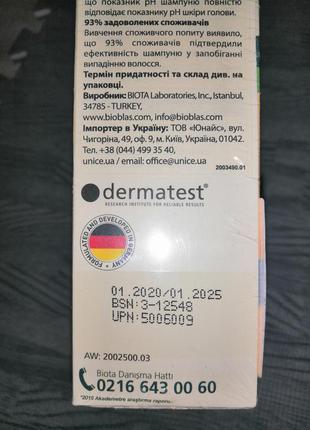 що показник pH шампуню повністю
відповідає показнику pH шкіри голови.
93% задоволених споживачів
Вивчення споживчого попиту виявило,
що 93% споживачів підтвердили
ефективність шампуню у запобіганні
випадінню волосся.
Термін придатності та склад див. на
упаковці.
Виробник: BIOTA Laboratories, Inc., Istanbul,
34785 - TURKEY,
www.bioblas.com, info@bioblas.com
Імпортер в Україну: ТОВ «Юнайс», вул.
Чигоріна, 49, оф. 9, м. Київ, Україна, 01042.
Тел. +38 (044) 499 35 40,
unice.ua / email: office@unice.ua
2003490.01
dermatest®
RESEARCH INSTITUTE FOR RELIABLE RESULTS
FORMULATED AND DEVELOPED IN GERMANY
01.2020/01.2025
BSN: 3-12548
UPN: 5006009
AW: 2002500.03
Biota Danışma Hattı
0216 643 00 60
*2015 Akademetre araştırma raporu..